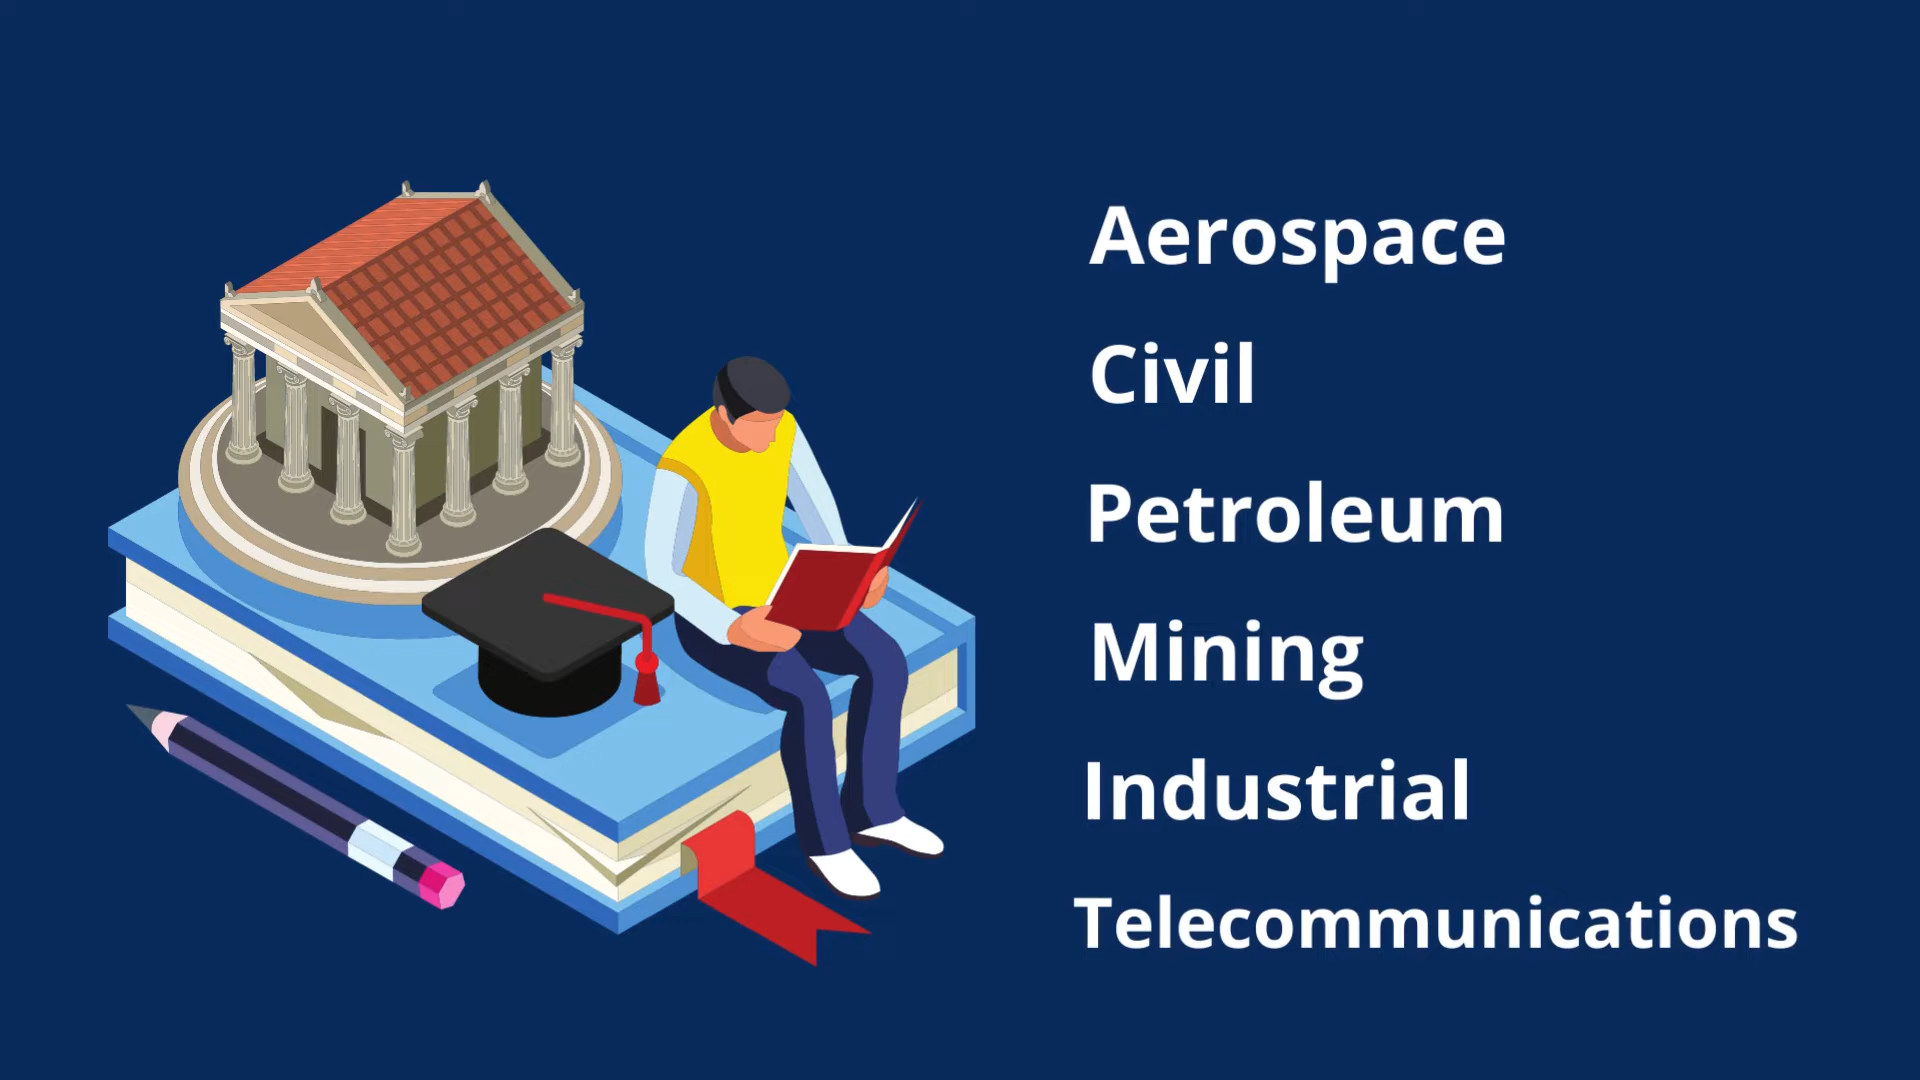 Aerospace
Civil
Petroleum
Mining
Industrial
Telecommunications